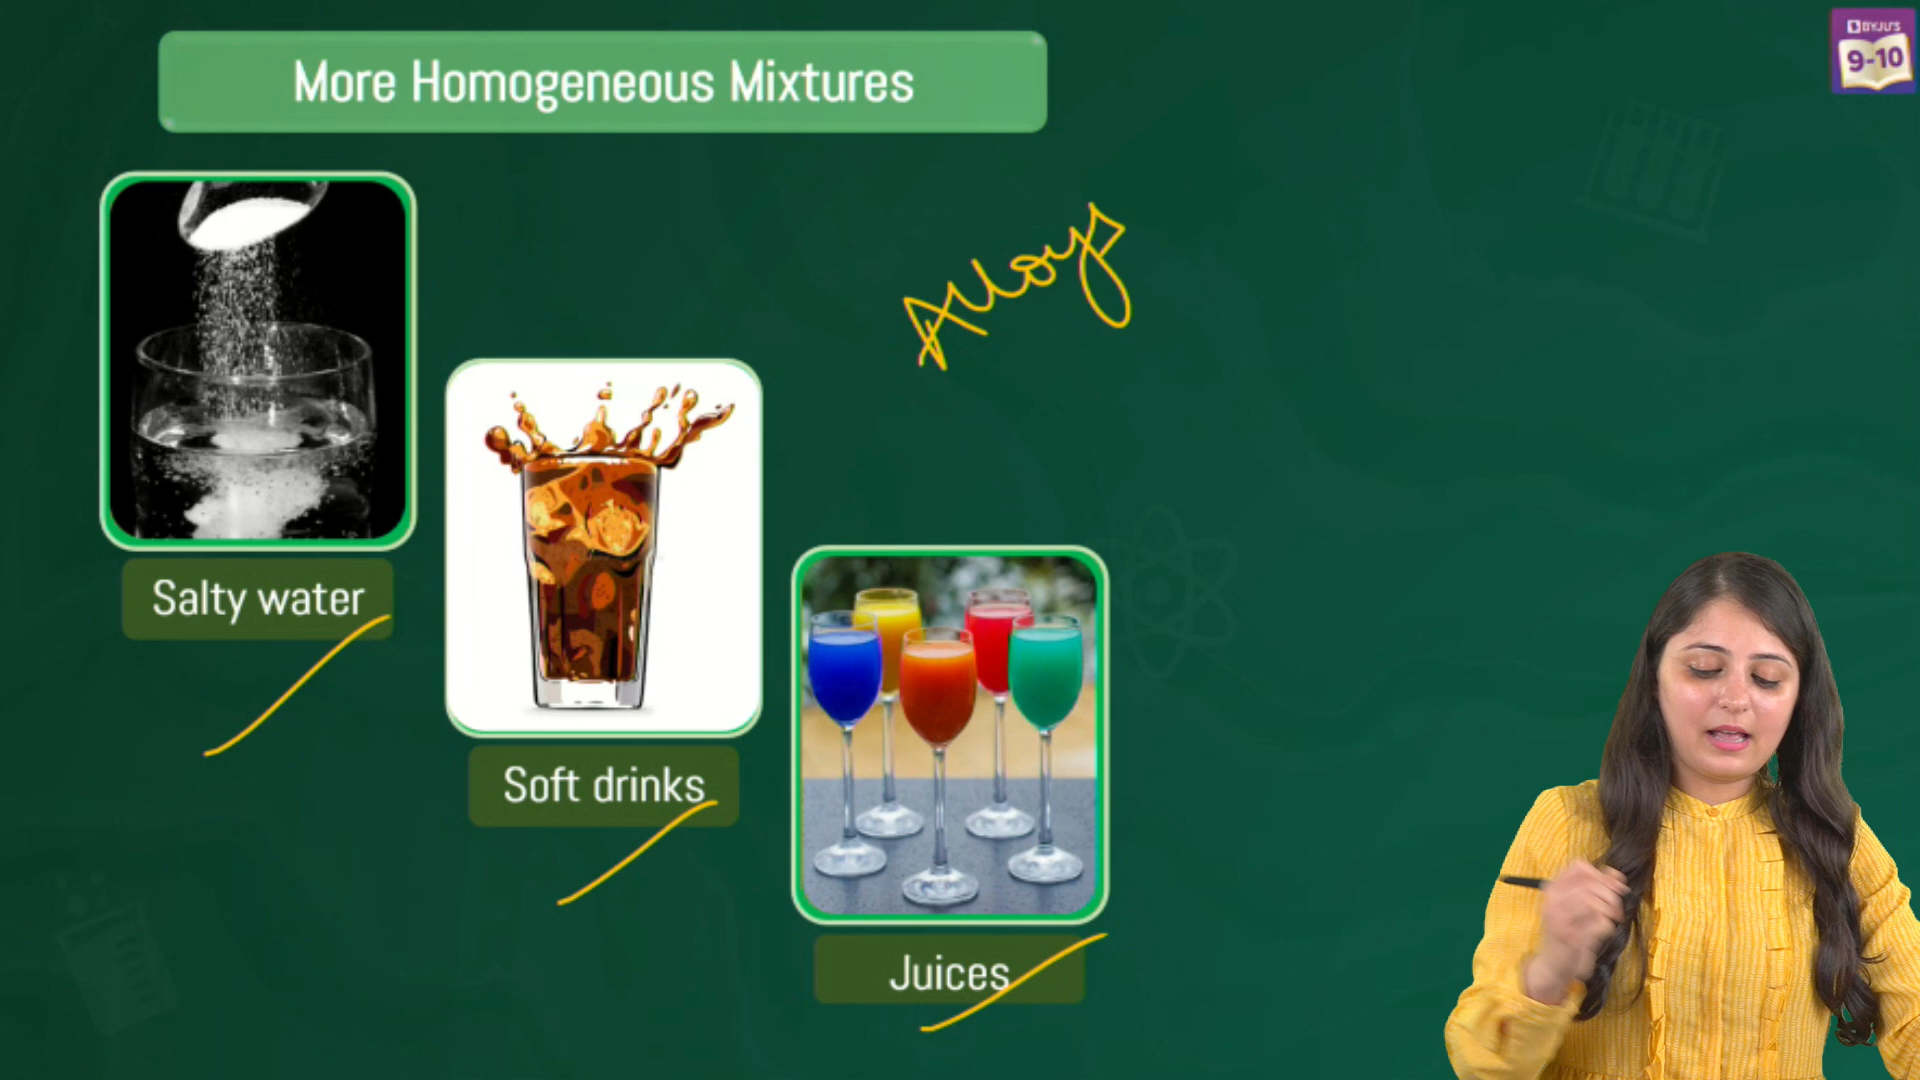 More Homogeneous Mixtures
BYJU'S
9-10
Alloys
Salty water
Soft drinks
Juices